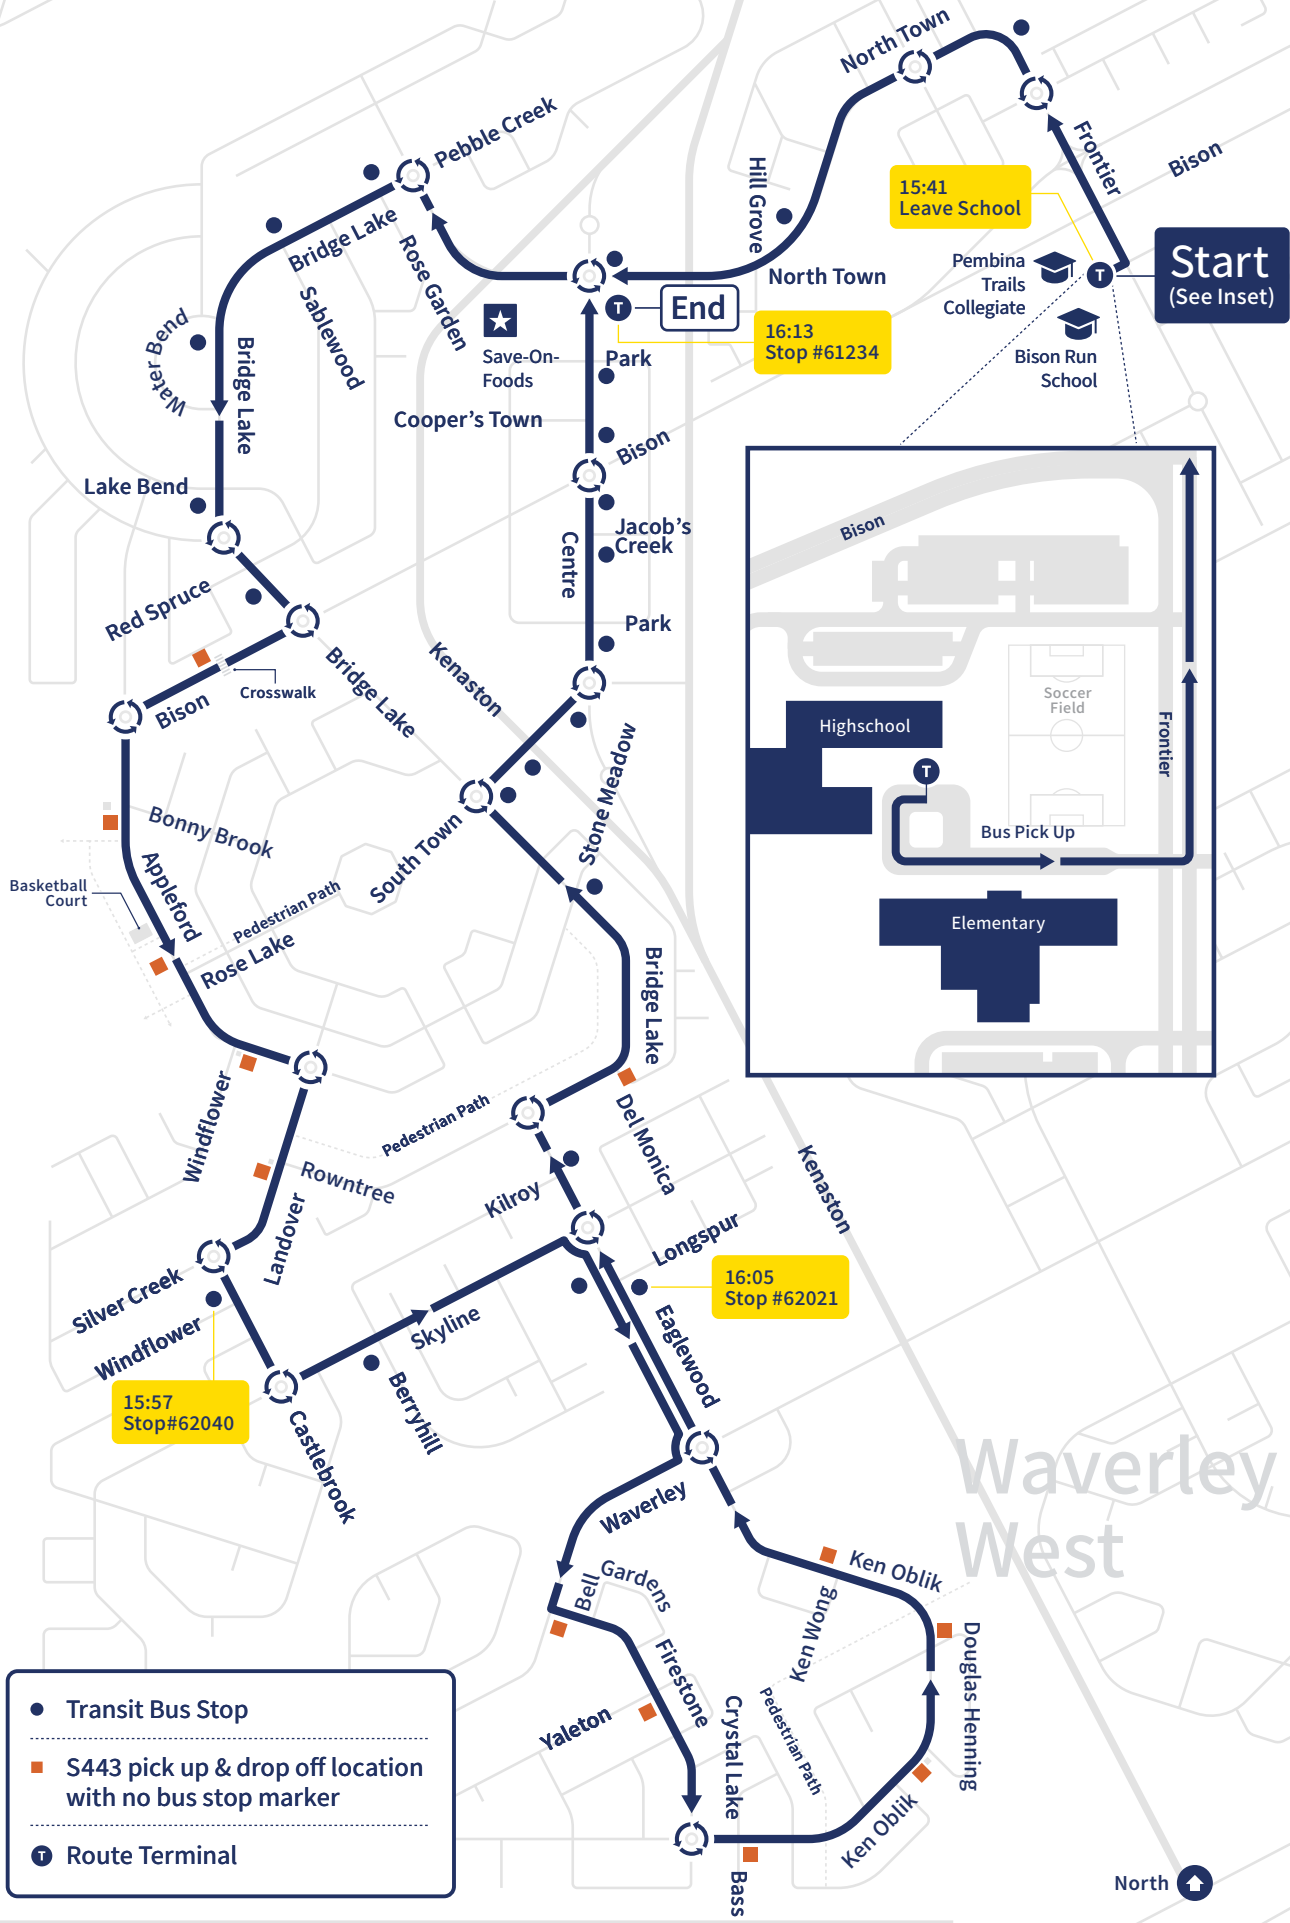 North Town
Frontier
Bison
Pebble Creek
Hill Grove
15:41
Leave School
Bridge Lake
Rose Garden
Pembina
Trails
Collegiate
T
Start
(See Inset)
North Town
Sablewood
T
End
Water Bend
Bridge Lake
Save-On-
Foods
16:13
Stop #61234
Park
Bison Run
School
Cooper's Town
Bison
Lake Bend
Jacob's
Creek
Centre
Red Spruce
Park
Crosswalk
Bison
Bridge Lake
Kenaston
Stone Meadow
Bonny Brook
Appleford
South Town
Basketball
Court
Pedestrian Path
Rose Lake
Bridge Lake
Bison
Soccer
Field
Highschool
Frontier
T
Bus Pick Up
Elementary
Windflower
Pedestrian Path
Del Monica
Rowntree
Kilroy
Kenaston
Landover
Longspur
Silver Creek
16:05
Stop #62021
Windflower
Skyline
Eaglewood
15:57
Stop#62040
Berryhill
Castlebrook
Waverley
West
Waverley
Bell
Gardens
Ken Oblik
Ken Wong
Firestone
Douglas Henning
Yaleton
Crystal Lake
Pedestrian Path
Ken Oblik
Bass
Transit Bus Stop
S443 pick up & drop off location
with no bus stop marker
T
Route Terminal
North